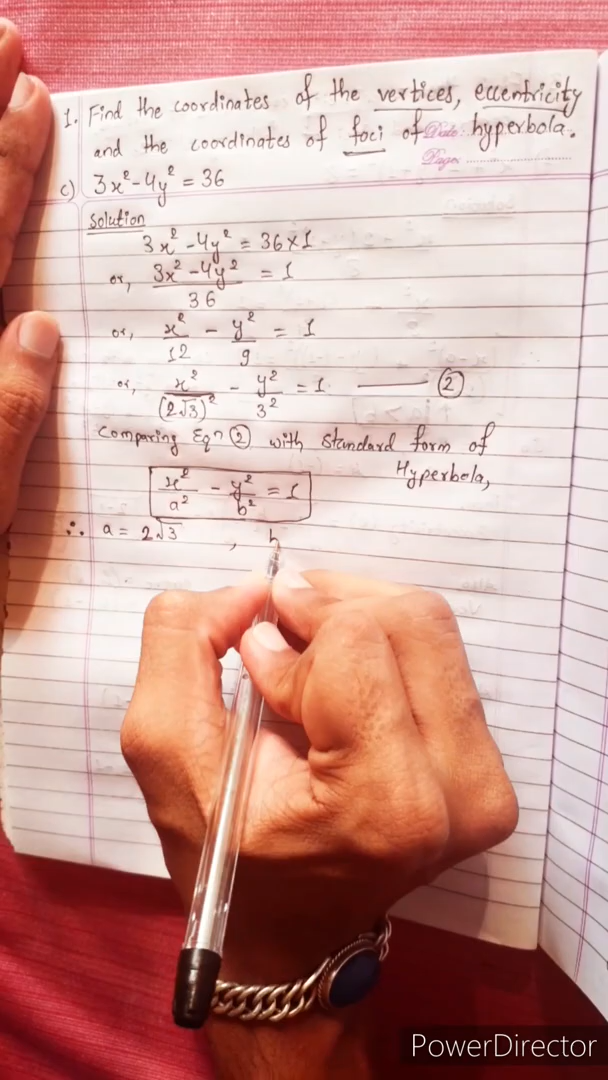 1. Find the coordinates of the vertices, eccentricity
and the coordinates of foci of hyperbola.
Date:
Page:
c) 3x² - 4y² = 36
Solution
3x² - 4y² = 36 × 1
or, 3x² - 4y² / 36 = 1
or, x²/12 - y²/9 = 1
or, x²/(2√3)² - y²/3² = 1 ②
Comparing Eqn ② with standard form of
Hyperbola,
x²/a² - y²/b² = 1
∴ a = 2√3 , b
PowerDirector